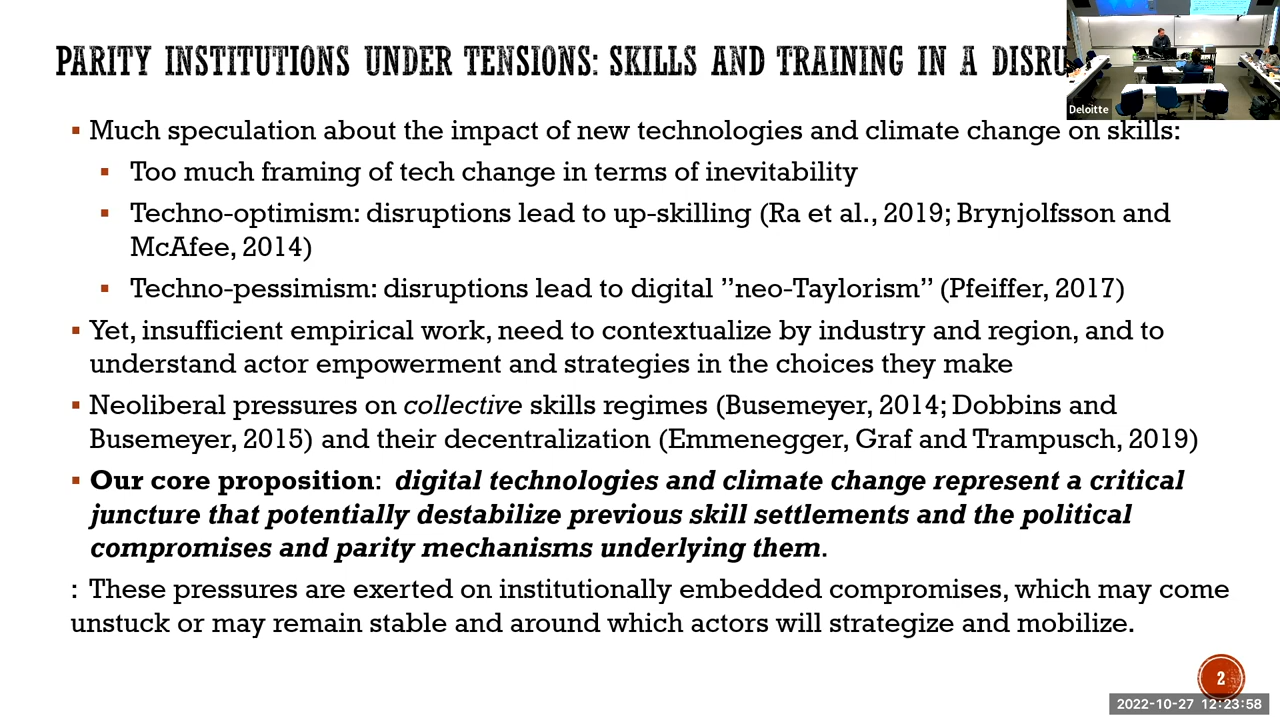 PARITY INSTITUTIONS UNDER TENSIONS: SKILLS AND TRAINING IN A
Deloitte
▪ Much speculation about the impact of new technologies and climate change on skills:
▪ Too much framing of tech change in terms of inevitability
▪ Techno-optimism: disruptions lead to up-skilling (Ra et al., 2019; Brynjolfsson and
McAfee, 2014)
▪ Techno-pessimism: disruptions lead to digital ”neo-Taylorism” (Pfeiffer, 2017)
▪ Yet, insufficient empirical work, need to contextualize by industry and region, and to
understand actor empowerment and strategies in the choices they make
▪ Neoliberal pressures on collective skills regimes (Busemeyer, 2014; Dobbins and
Busemeyer, 2015) and their decentralization (Emmenegger, Graf and Trampusch, 2019)
▪ Our core proposition: digital technologies and climate change represent a critical
juncture that potentially destabilize previous skill settlements and the political
compromises and parity mechanisms underlying them.
: These pressures are exerted on institutionally embedded compromises, which may come
unstuck or may remain stable and around which actors will strategize and mobilize.
2
2022-10-27 12:23:58